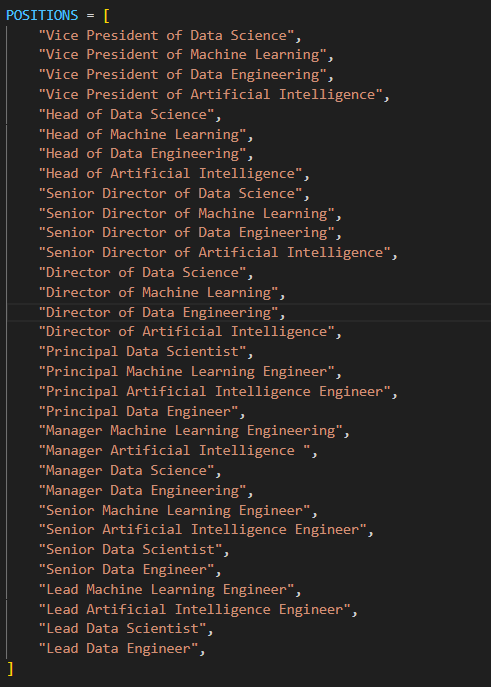 POSITIONS = [
"Vice President of Data Science",
"Vice President of Machine Learning",
"Vice President of Data Engineering",
"Vice President of Artificial Intelligence",
"Head of Data Science",
"Head of Machine Learning",
"Head of Data Engineering",
"Head of Artificial Intelligence",
"Senior Director of Data Science",
"Senior Director of Machine Learning",
"Senior Director of Data Engineering",
"Senior Director of Artificial Intelligence",
"Director of Data Science",
"Director of Machine Learning",
"Director of Data Engineering",
"Director of Artificial Intelligence",
"Principal Data Scientist",
"Principal Machine Learning Engineer",
"Principal Artificial Intelligence Engineer",
"Principal Data Engineer",
"Manager Machine Learning Engineering",
"Manager Artificial Intelligence ",
"Manager Data Science",
"Manager Data Engineering",
"Senior Machine Learning Engineer",
"Senior Artificial Intelligence Engineer",
"Senior Data Scientist",
"Senior Data Engineer",
"Lead Machine Learning Engineer",
"Lead Artificial Intelligence Engineer",
"Lead Data Scientist",
"Lead Data Engineer",
]